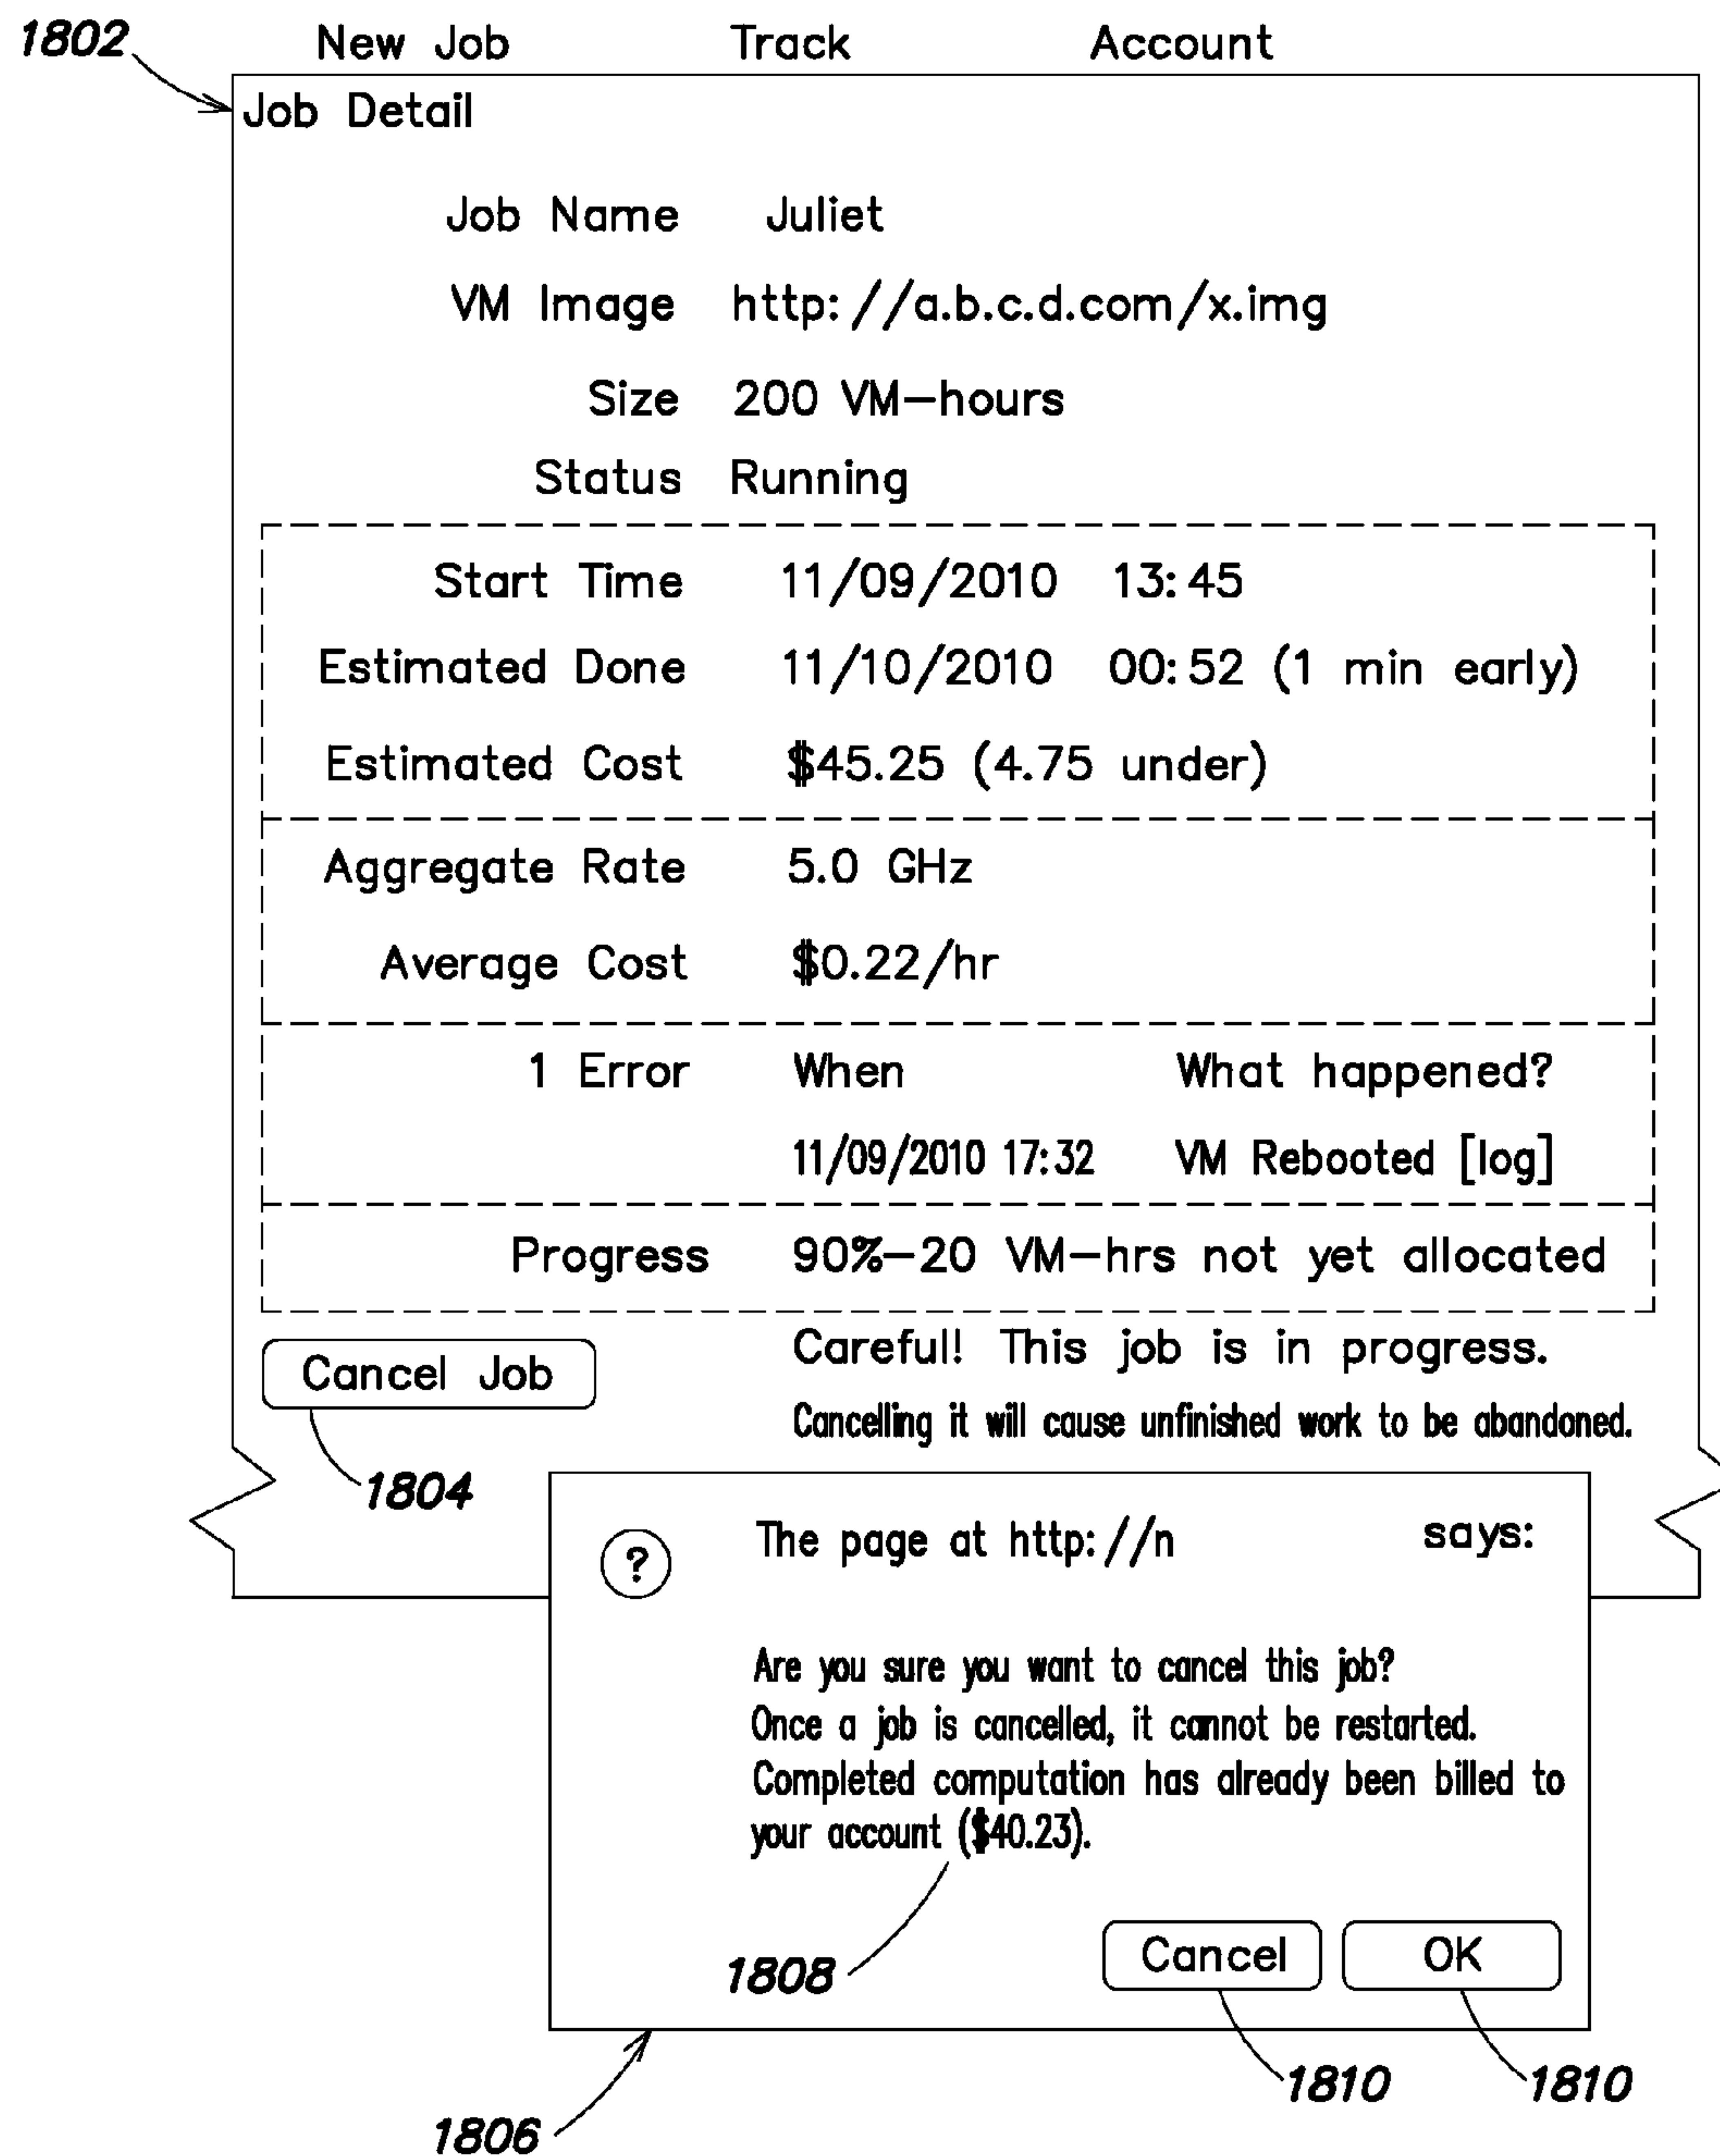 1802 New Job Track Account
Job Detail
Job Name Juliet
VM Image http://a.b.c.d.com/x.img
Size 200 VM-hours
Status Running
Start Time 11/09/2010 13:45
Estimated Done 11/10/2010 00:52 (1 min early)
Estimated Cost $45.25 (4.75 under)
Aggregate Rate 5.0 GHz
Average Cost $0.22/hr
1 Error When What happened?
11/09/2010 17:32 VM Rebooted [log]
Progress 90%-20 VM-hrs not yet allocated
Careful! This job is in progress.
Cancel Job
Cancelling it will cause unfinished work to be abandoned.
1804
The page at http://n says:
?
Are you sure you want to cancel this job?
Once a job is cancelled, it cannot be restarted.
Completed computation has already been billed to
your account ($40.23).
Cancel OK
1808
1810 1810
1806